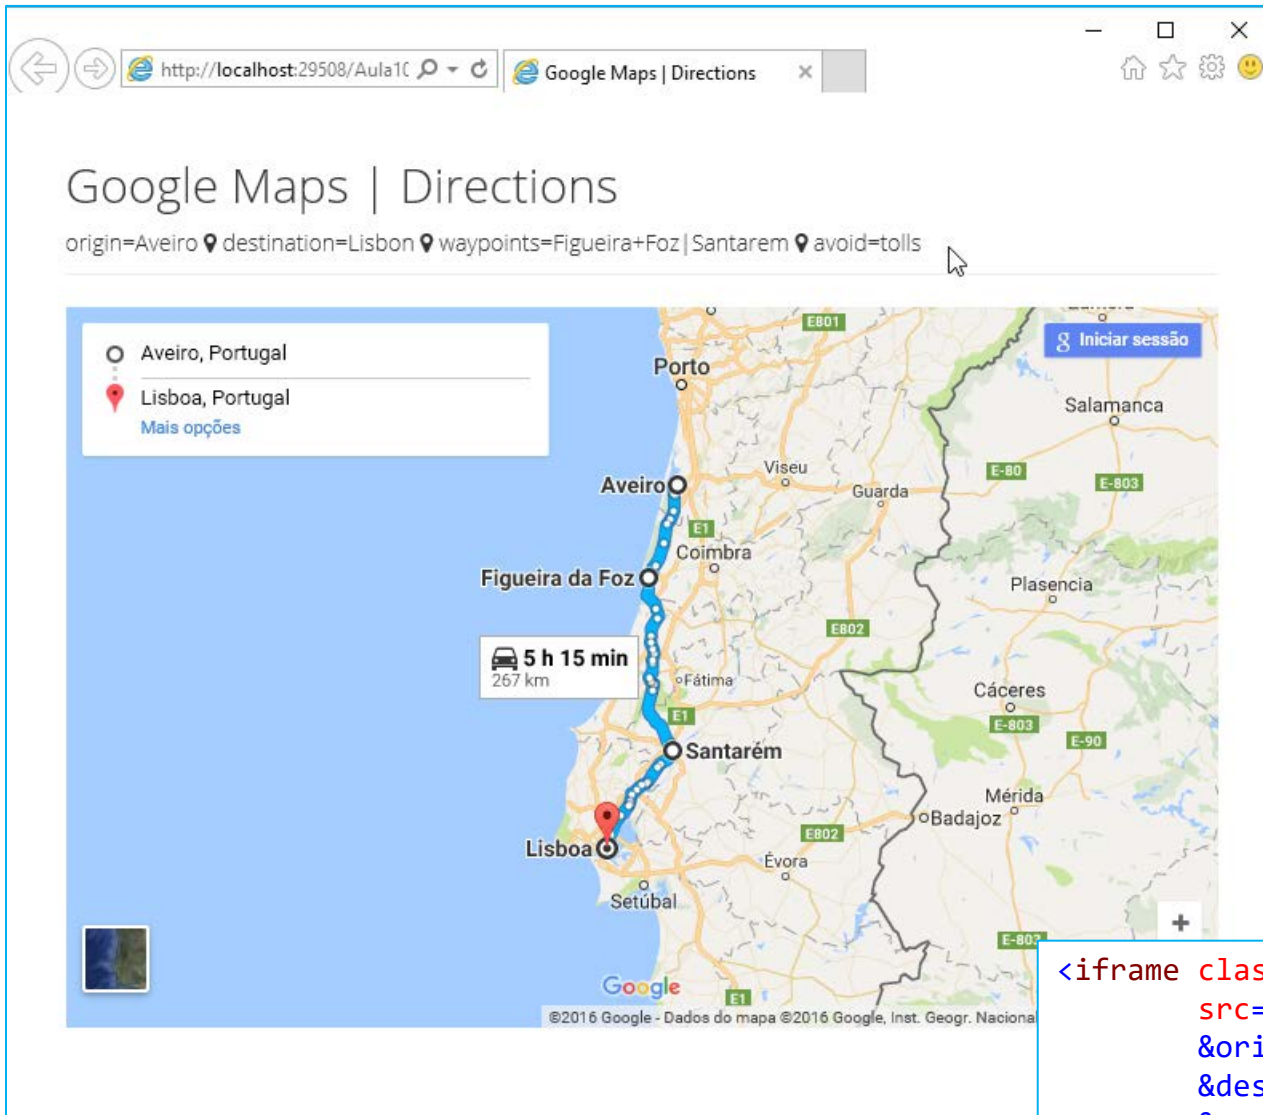 http://localhost:29508/Aula10
Google Maps | Directions
Google Maps | Directions
origin=Aveiro destination=Lisbon waypoints=Figueira+Foz|Santarem avoid=tolls
Aveiro, Portugal
Lisboa, Portugal
Mais opções
Iniciar sessão
E801
Porto
Salamanca
Viseu
Guarda
E-80
E-803
Aveiro
E1
Coimbra
Figueira da Foz
Plasencia
E802
5 h 15 min
267 km
Fátima
Cáceres
E1
E-803
E-90
Santarém
Mérida
Badajoz
E802
Lisboa
Évora
Setúbal
E-803
Google
E1
©2016 Google - Dados do mapa ©2016 Google, Inst. Geogr. Nacional
<iframe clas
src=
&ori
&des